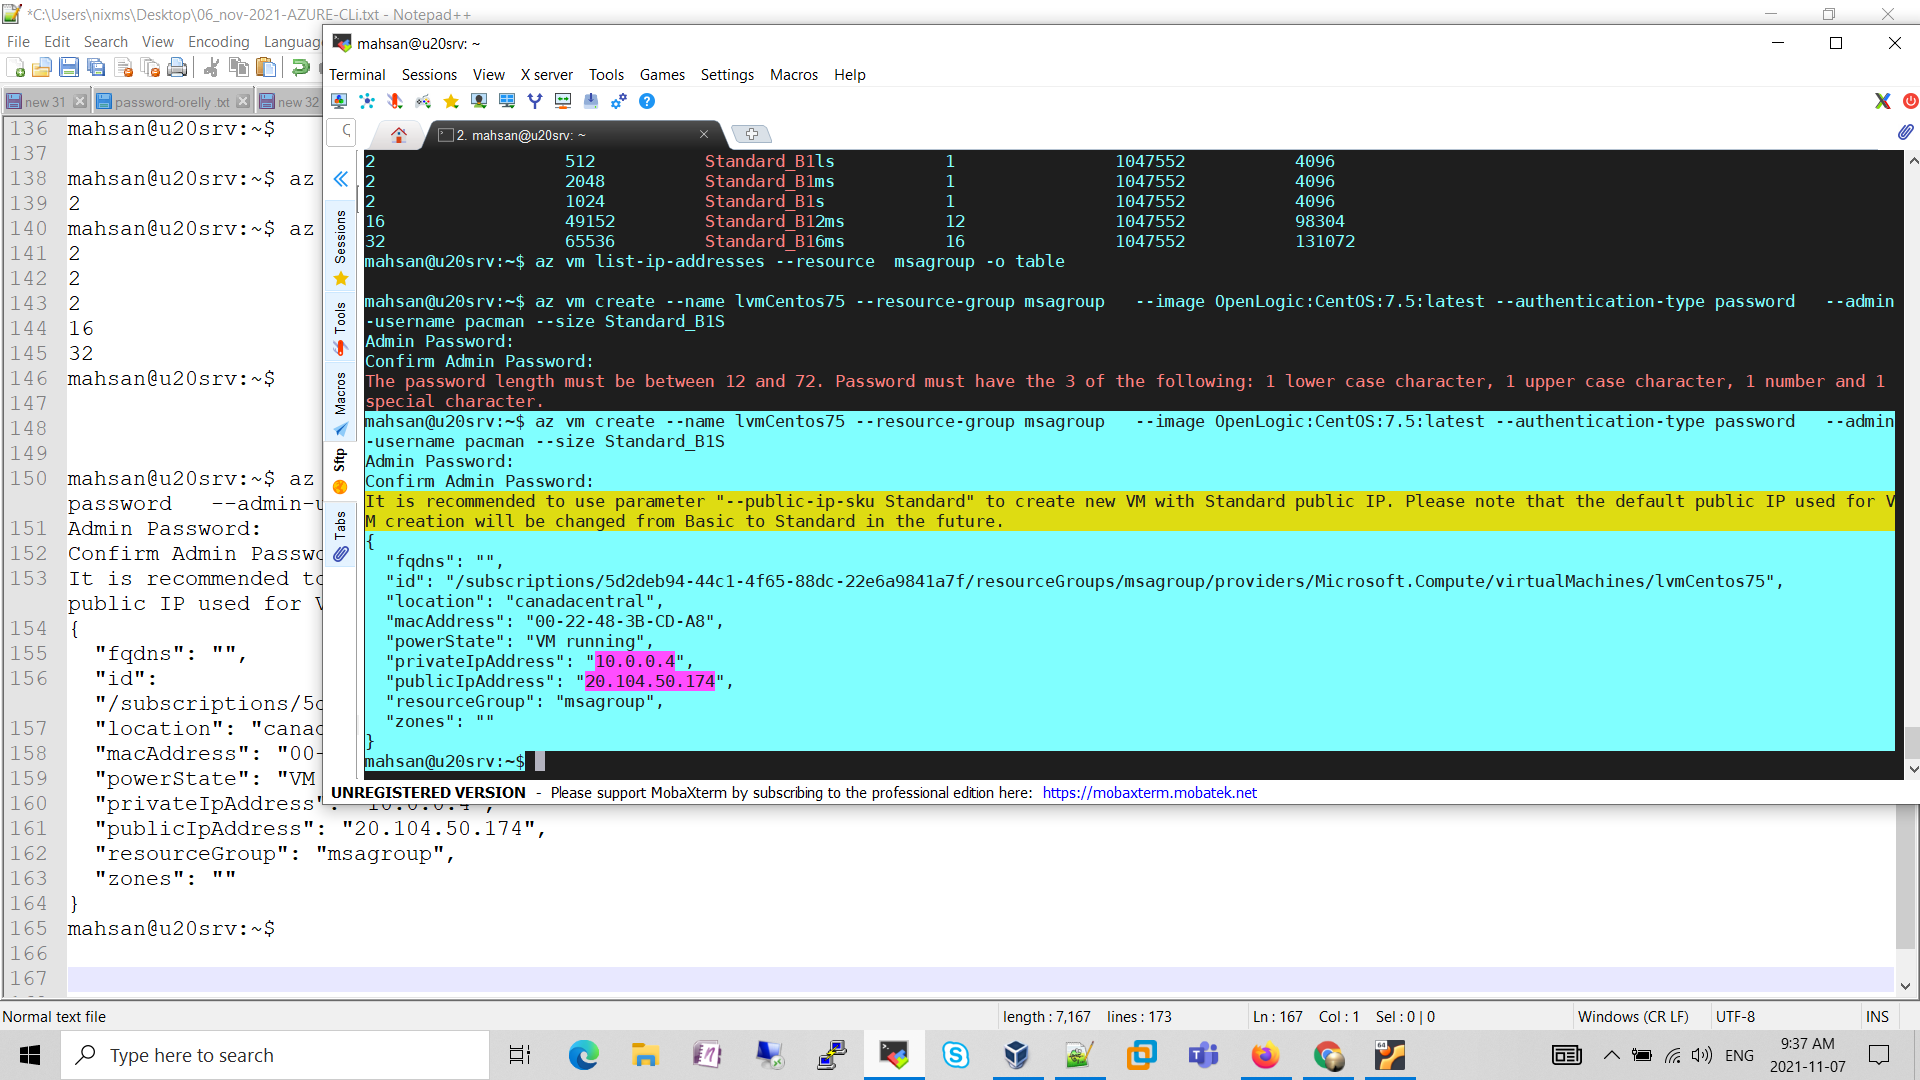 *C:\Users\nixms\Desktop\06_nov-2021-AZURE-CLi.txt - Notepad++
File Edit Search View Encoding Languag
new 31
password-orelly .txt
new 32
136 mahsan@u20srv:~$
137
138 mahsan@u20srv:~$ az
139 2
140 mahsan@u20srv:~$ az
141 2
142 2
143 2
144 16
145 32
146 mahsan@u20srv:~$
147
148
149
150 mahsan@u20srv:~$ az
password --admin-u
151 Admin Password:
152 Confirm Admin Passwo
153 It is recommended to
public IP used for V
154 {
155 "fqdns": "",
156 "id":
"/subscriptions/5d
157 "location": "canad
158 "macAddress": "00-
159 "powerState": "VM
160 "privateIpAddress": "10.0.0.4",
161 "publicIpAddress": "20.104.50.174",
162 "resourceGroup": "msagroup",
163 "zones": ""
164 }
165 mahsan@u20srv:~$
166
167
mahsan@u20srv: ~
Terminal Sessions View X server Tools Games Settings Macros Help
2. mahsan@u20srv: ~
Sessions
Tools
Macros
Sftp
Tabs
2 512 Standard_B1ls 1 1047552 4096
2 2048 Standard_B1ms 1 1047552 4096
2 1024 Standard_B1s 1 1047552 4096
16 49152 Standard_B12ms 12 1047552 98304
32 65536 Standard_B16ms 16 1047552 131072
mahsan@u20srv:~$ az vm list-ip-addresses --resource  msagroup -o table
mahsan@u20srv:~$ az vm create --name lvmCentos75 --resource-group msagroup   --image OpenLogic:CentOS:7.5:latest --authentication-type password   --admin
-username pacman --size Standard_B1S
Admin Password:
Confirm Admin Password:
The password length must be between 12 and 72. Password must have the 3 of the following: 1 lower case character, 1 upper case character, 1 number and 1
special character.
mahsan@u20srv:~$ az vm create --name lvmCentos75 --resource-group msagroup   --image OpenLogic:CentOS:7.5:latest --authentication-type password   --admin
-username pacman --size Standard_B1S
Admin Password:
Confirm Admin Password:
It is recommended to use parameter "--public-ip-sku Standard" to create new VM with Standard public IP. Please note that the default public IP used for V
M creation will be changed from Basic to Standard in the future.
{
"fqdns": "",
"id": "/subscriptions/5d2deb94-44c1-4f65-88dc-22e6a9841a7f/resourceGroups/msagroup/providers/Microsoft.Compute/virtualMachines/lvmCentos75",
"location": "canadacentral",
"macAddress": "00-22-48-3B-CD-A8",
"powerState": "VM running",
"privateIpAddress": "10.0.0.4",
"publicIpAddress": "20.104.50.174",
"resourceGroup": "msagroup",
"zones": ""
}
mahsan@u20srv:~$
UNREGISTERED VERSION - Please support MobaXterm by subscribing to the professional edition here: https://mobaxterm.mobatek.net
Normal text file length : 7,167 lines : 173 Ln : 167 Col : 1 Sel : 0 | 0 Windows (CR LF) UTF-8 INS
Type here to search
ENG
9:37 AM
2021-11-07